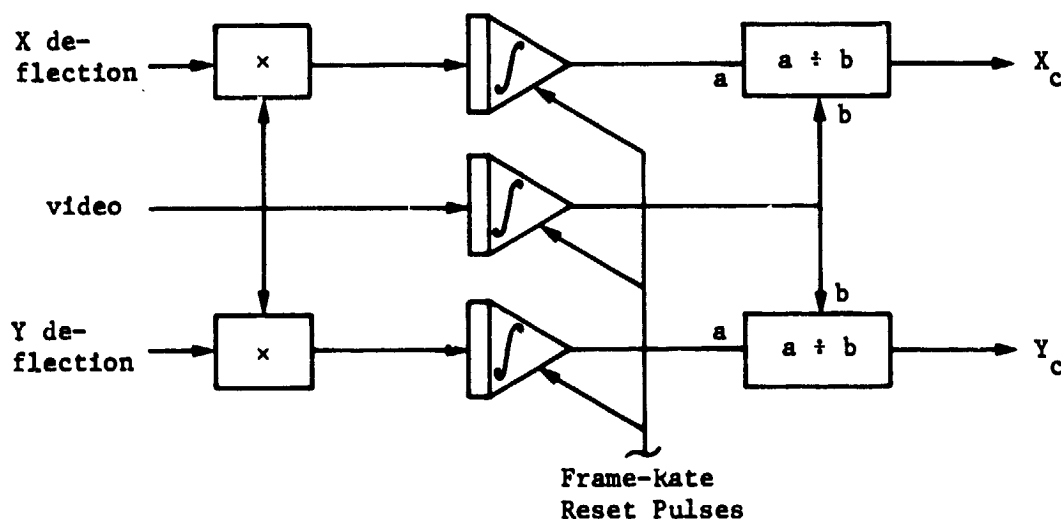 X de-
flection
×
∫
a
a ÷ b
X
c
b
video
∫
b
Y de-
flection
×
∫
a
a ÷ b
Y
c
Frame-Rate
Reset Pulses